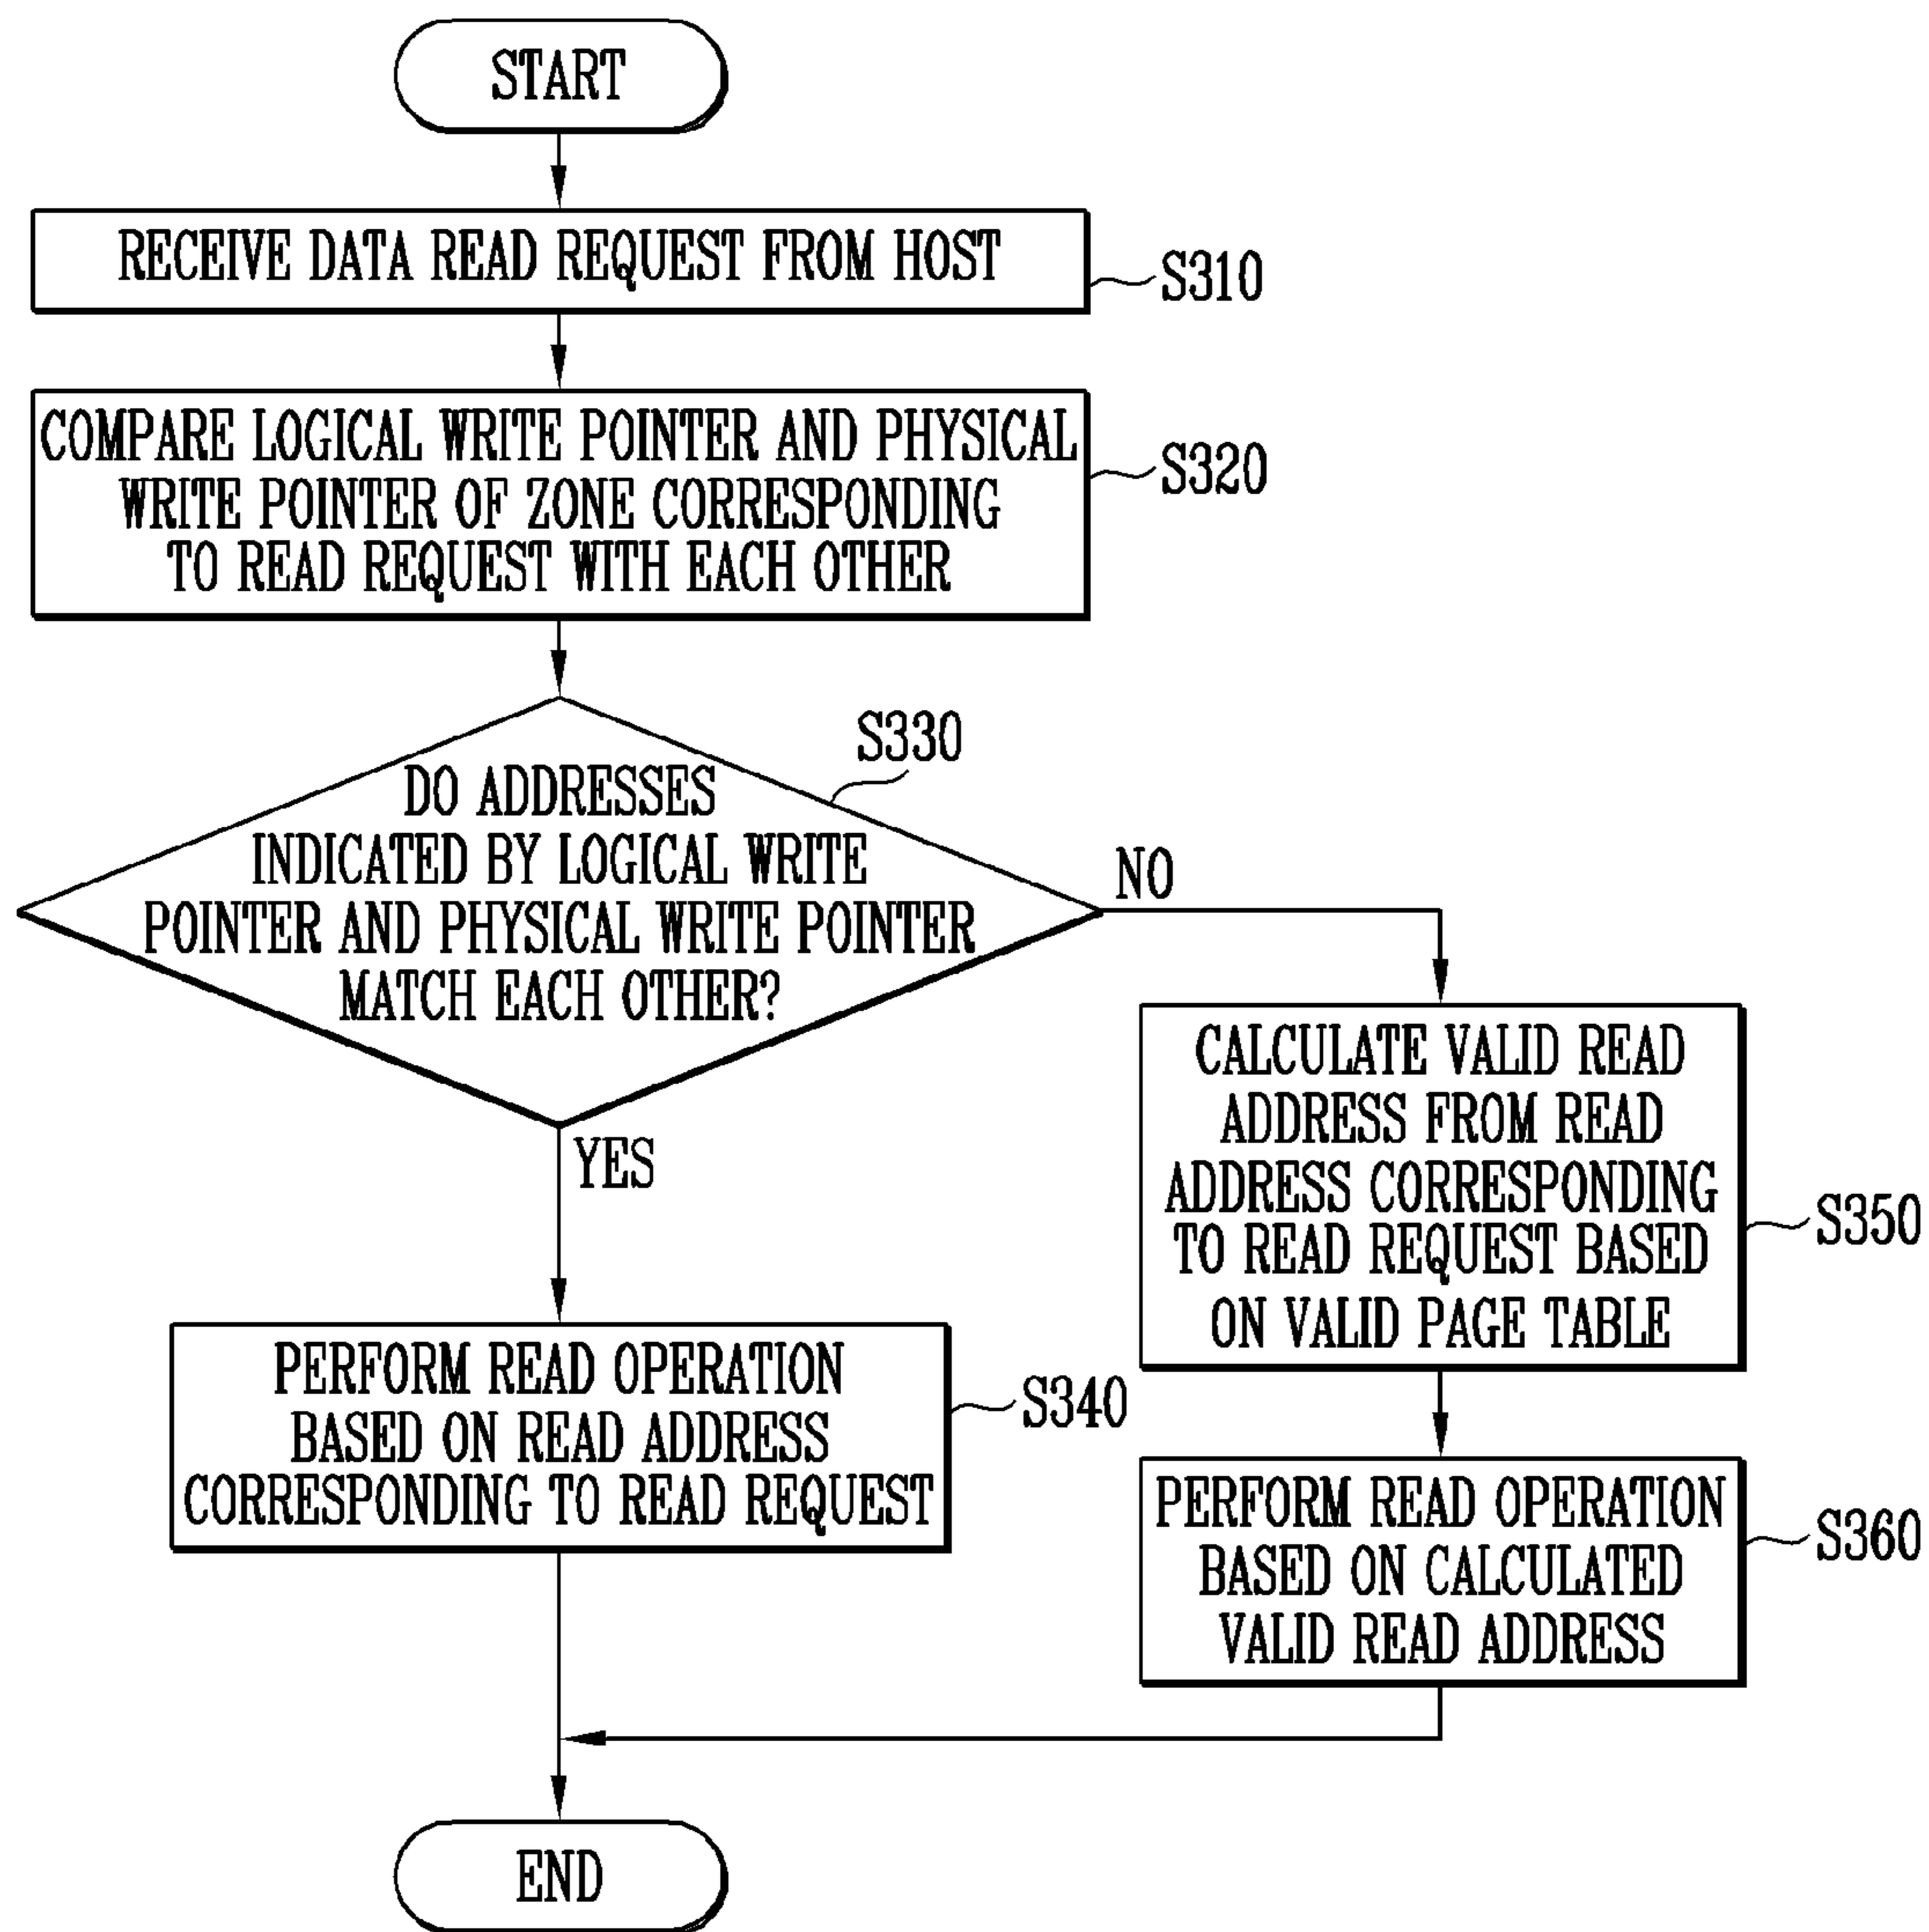 START
RECEIVE DATA READ REQUEST FROM HOST
S310
COMPARE LOGICAL WRITE POINTER AND PHYSICAL
WRITE POINTER OF ZONE CORRESPONDING
TO READ REQUEST WITH EACH OTHER
S320
S330
DO ADDRESSES
INDICATED BY LOGICAL WRITE
POINTER AND PHYSICAL WRITE POINTER
MATCH EACH OTHER?
NO
YES
CALCULATE VALID READ
ADDRESS FROM READ
ADDRESS CORRESPONDING
TO READ REQUEST BASED
ON VALID PAGE TABLE
S350
PERFORM READ OPERATION
BASED ON READ ADDRESS
CORRESPONDING TO READ REQUEST
S340
PERFORM READ OPERATION
BASED ON CALCULATED
VALID READ ADDRESS
S360
END